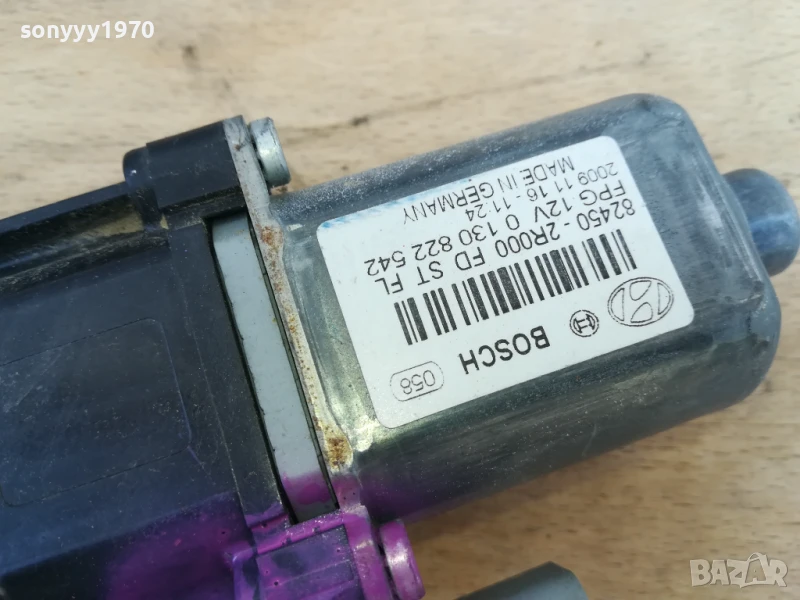 sonyyy1970
BOSCH
058
82450 - 2R000 FD ST FL
FPG 12V 0 130 822 542
2009 11 16 - 11:24
MADE IN GERMANY
BAZAR